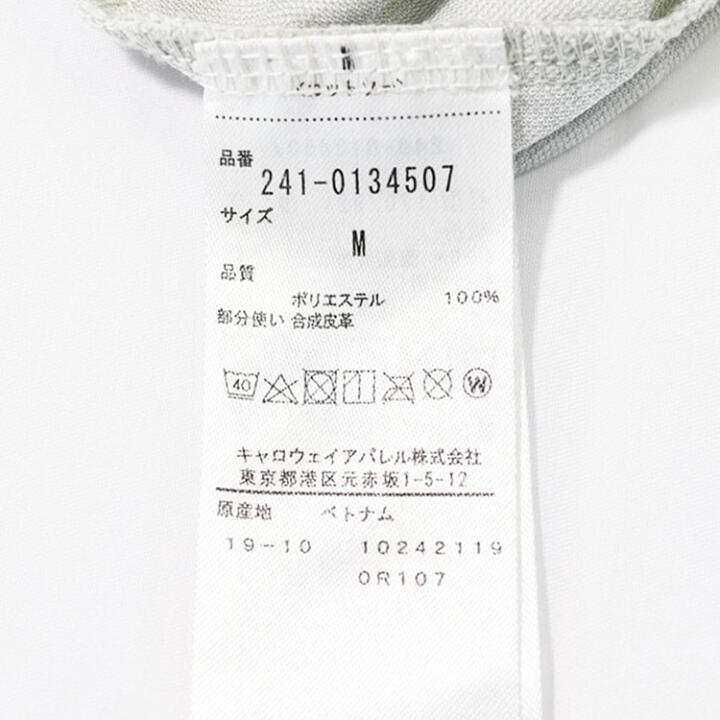 品番
241-0134507
サイズ
M
品質
ポリエステル 100%
部分使い 合成皮革
40 W
キャロウェイアパレル株式会社
東京都港区元赤坂1-5-12
原産地 ベトナム
19-10 10242119
0R107